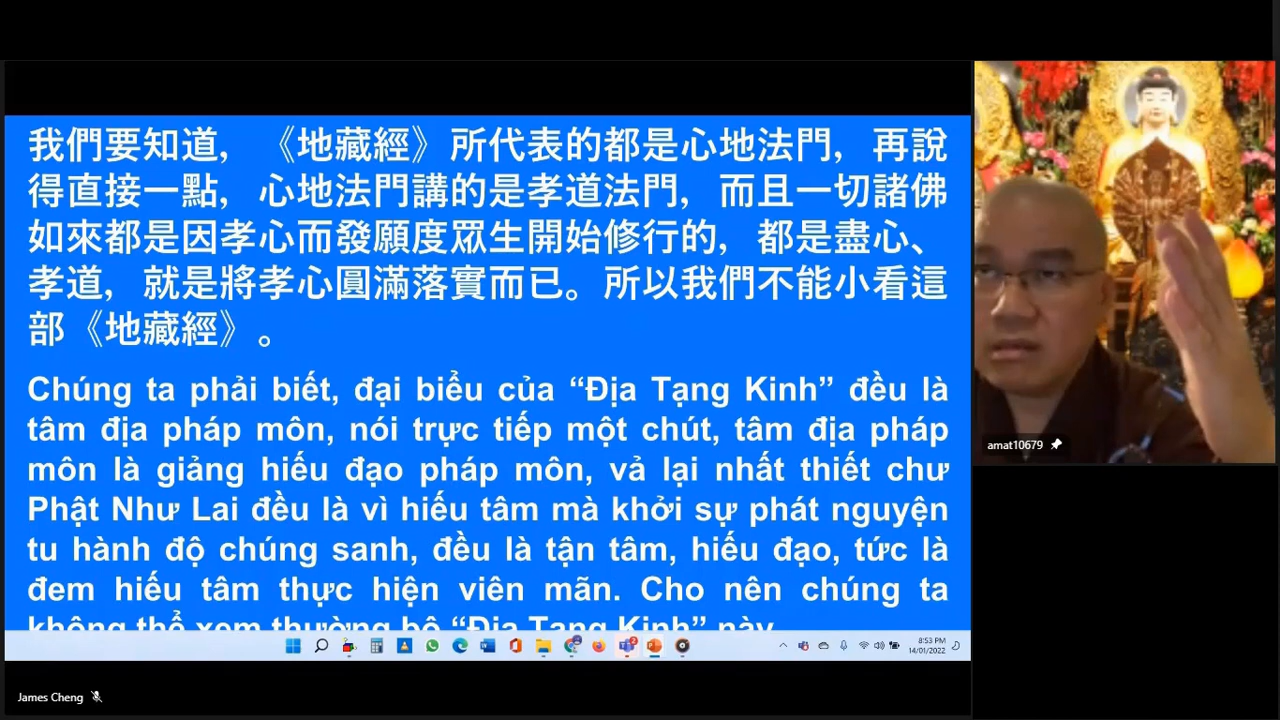 我們要知道,《地藏經》所代表的都是心地法門,再說
得直接一點,心地法門講的是孝道法門,而且一切諸佛
如來都是因孝心而發願度眾生開始修行的,都是盡心、
孝道,就是將孝心圓滿落實而已。所以我們不能小看這
部《地藏經》。
Chúng ta phải biết, đại biểu của “Địa Tạng Kinh” đều là
tâm địa pháp môn, nói trực tiếp một chút, tâm địa pháp
môn là giảng hiếu đạo pháp môn, vả lại nhất thiết chư
Phật Như Lai đều là vì hiếu tâm mà khởi sự phát nguyện
tu hành độ chúng sanh, đều là tận tâm, hiếu đạo, tức là
đem hiếu tâm thực hiện viên mãn. Cho nên chúng ta
không thể xem thường bộ “Địa Tạng Kinh” này
amat10679
8:53 PM
14/01/2022
James Cheng